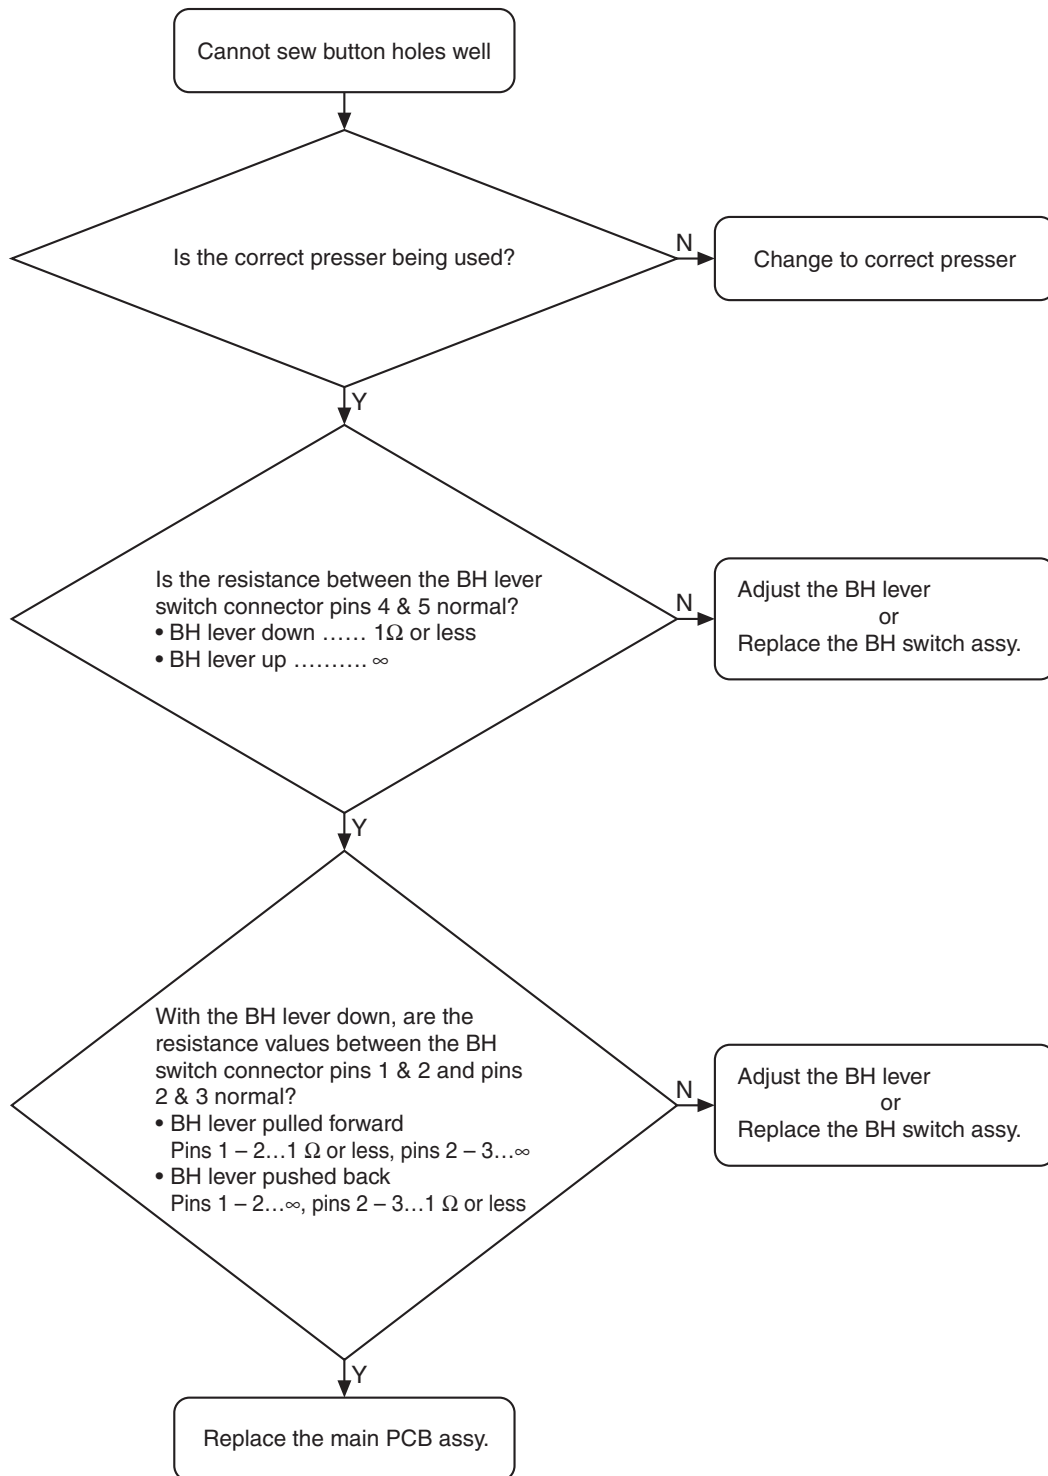 Cannot sew button holes well
Is the correct presser being used?
N
Change to correct presser
Y
Is the resistance between the BH lever
switch connector pins 4 & 5 normal?
• BH lever down …… 1Ω or less
• BH lever up ………. ∞
N
Adjust the BH lever
or
Replace the BH switch assy.
Y
With the BH lever down, are the
resistance values between the BH
switch connector pins 1 & 2 and pins
2 & 3 normal?
• BH lever pulled forward
Pins 1 – 2…1 Ω or less, pins 2 – 3…∞
• BH lever pushed back
Pins 1 – 2…∞, pins 2 – 3…1 Ω or less
N
Adjust the BH lever
or
Replace the BH switch assy.
Y
Replace the main PCB assy.